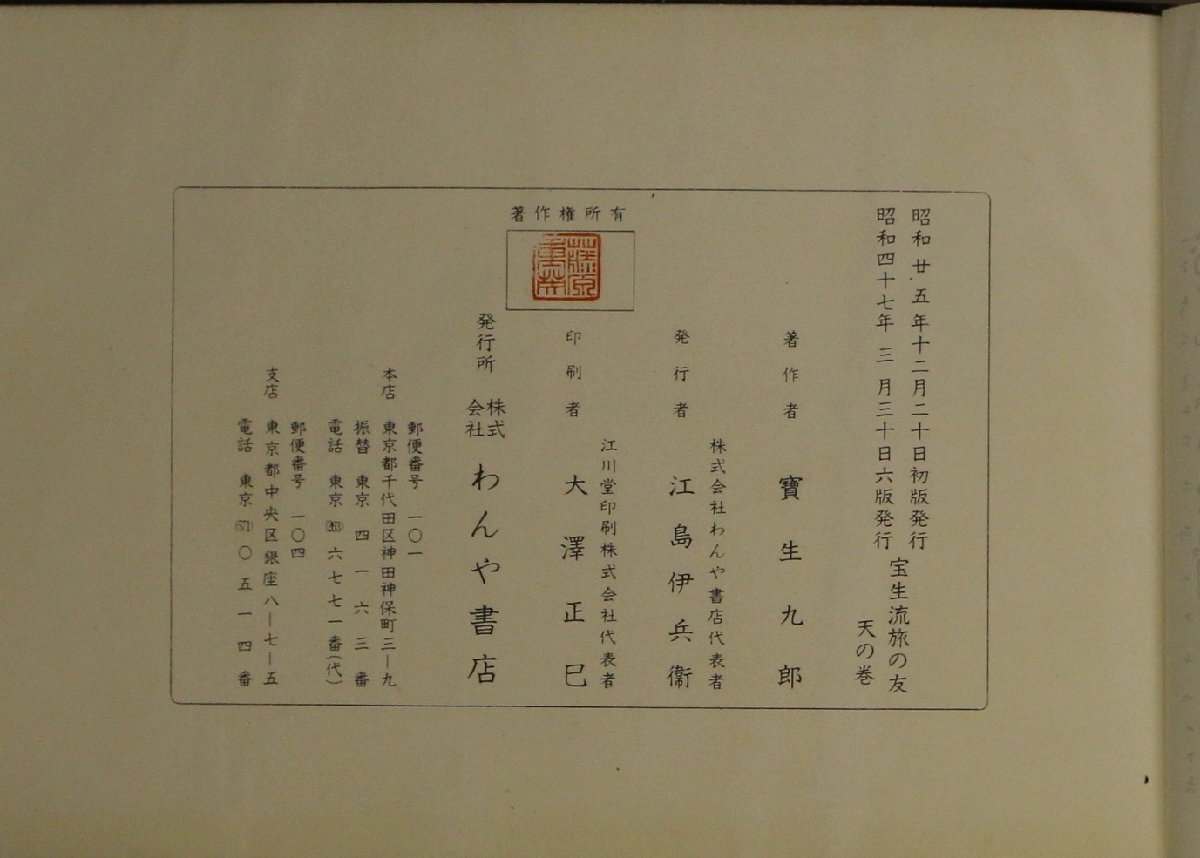 昭和廿五年十二月二十日初版発行
昭和四十七年三月三十日六版発行
宝生流旅の友
天の巻
著作者 寶生九郎
株式会社わんや書店代表者
発行者 江島伊兵衞
江川堂印刷株式会社代表者
印刷者 大澤正巳
著作権所有
発行所 株式会社 わんや書店
郵便番号 一〇一
本店 東京都千代田区神田神保町三ー九
振替 東京 四一六三番
電話 東京(263)六七七一番(代)
郵便番号 一〇四
支店 東京都中央区銀座八ー七ー五
電話 東京(571)〇五一四番